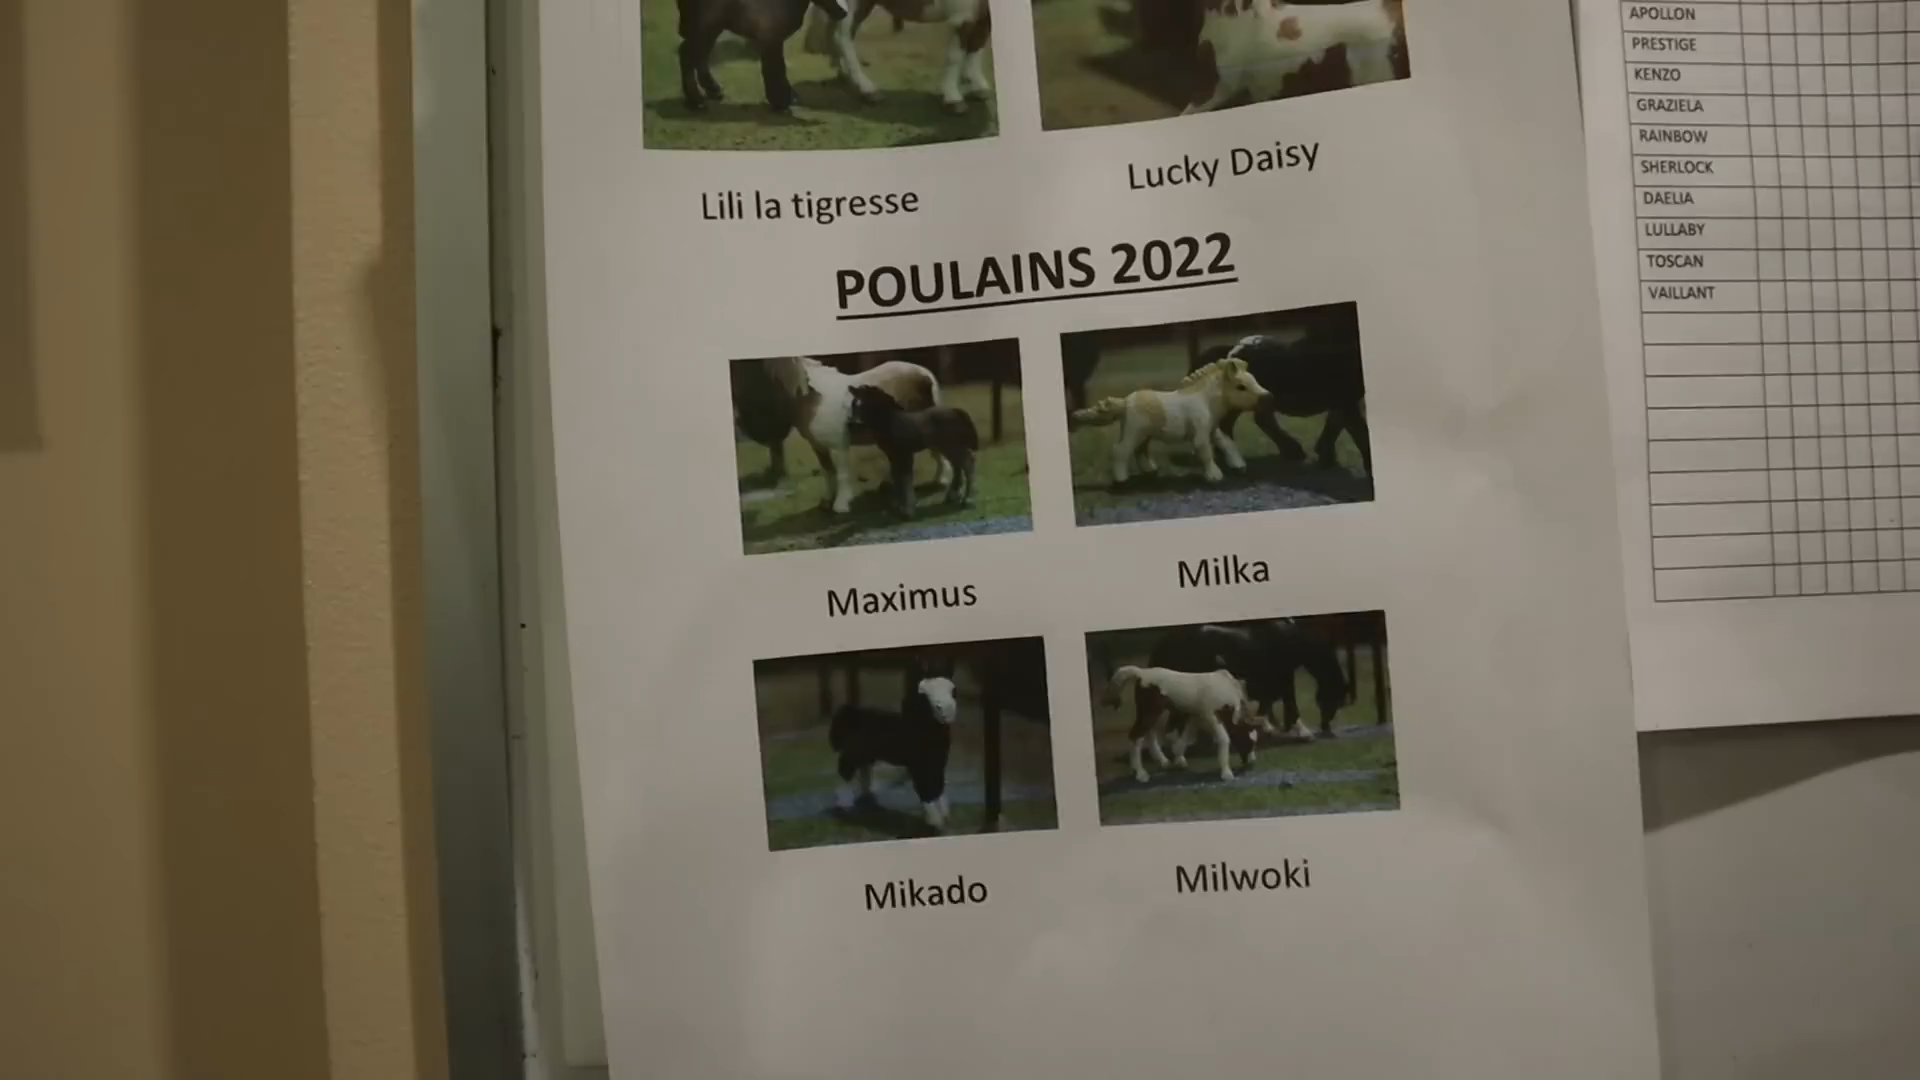 Lili la tigresse
Lucky Daisy
POULAINS 2022
Maximus
Milka
Mikado
Milwoki
APOLLON
PRESTIGE
KENZO
GRAZIELA
RAINBOW
SHERLOCK
DAELIA
LULLABY
TOSCAN
VAILLANT